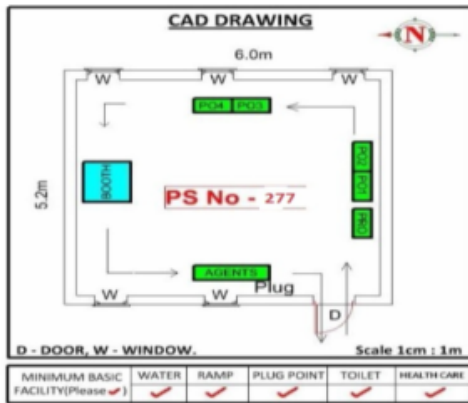 CAD DRAWING
N
6.0m
W W W
PO4 PO3
5.2m
BOOTH
PO2
PO1
PS No - 277
PRO
AGENTS
Plug
W W
D
D - DOOR, W - WINDOW.
Scale 1cm : 1m
MINIMUM BASIC FACILITY(Please ✓)
WATER
RAMP
PLUG POINT
TOILET
HEALTH CARE
✓ ✓ ✓ ✓ ✓